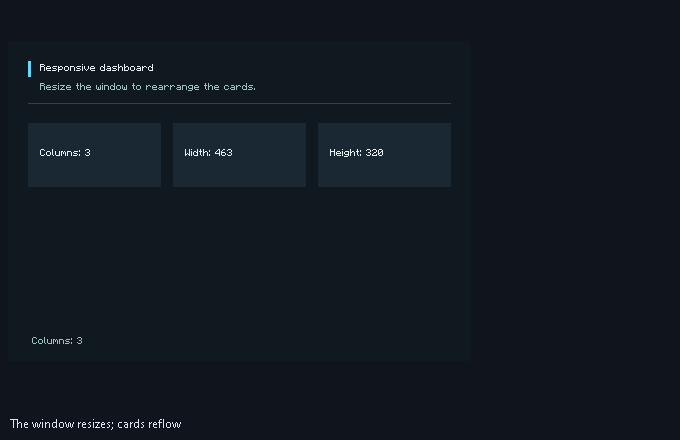 Responsive dashboard
Resize the window to rearrange the cards.
Columns: 3
Width: 463
Height: 320
Columns: 3
The window resizes; cards reflow